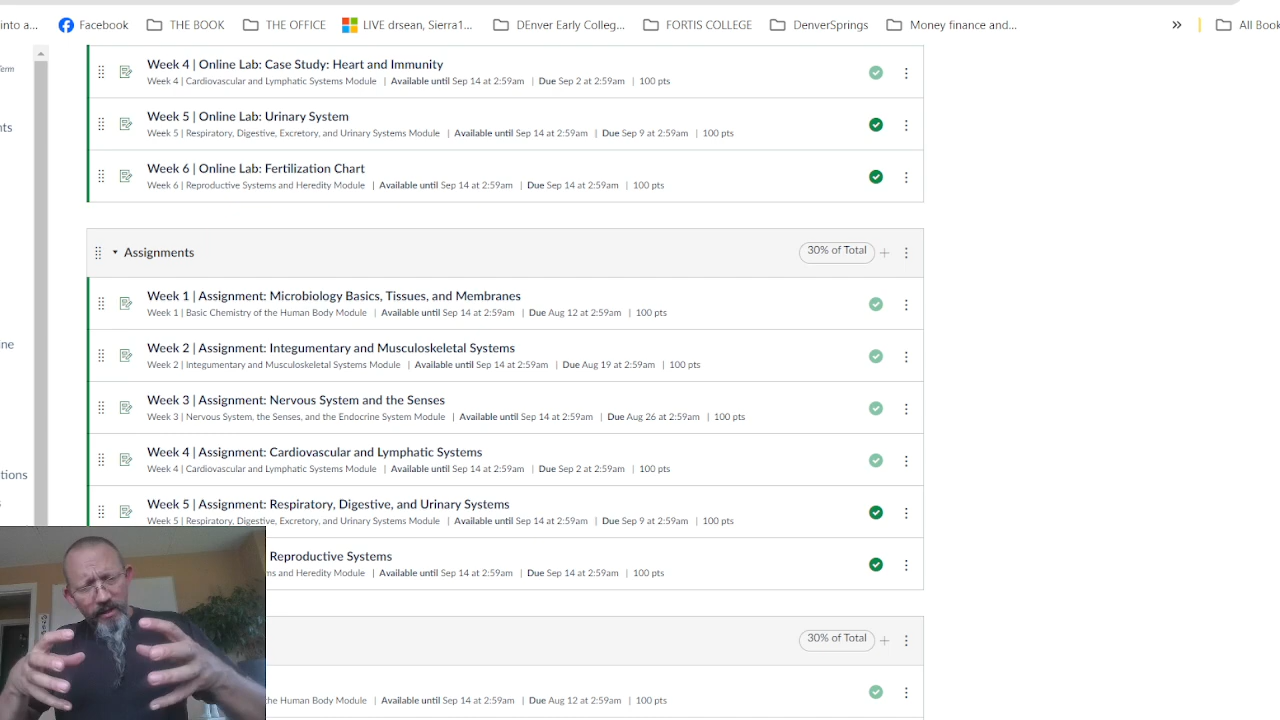 into a...
Facebook
THE BOOK
THE OFFICE
LIVE drsean, Sierra1...
DEnver Early Colleg...
FORTIS COLLEGE
DenverSprings
Money finance and...
»
All Book
Term
nts
ine
tions
s
Week 4 | Online Lab: Case Study: Heart and Immunity
Week 4 | Cardiovascular and Lymphatic Systems Module | Available until Sep 14 at 2:59am | Due Sep 2 at 2:59am | 100 pts
Week 5 | Online Lab: Urinary System
Week 5 | Respiratory, Digestive, Excretory, and Urinary Systems Module | Available until Sep 14 at 2:59am | Due Sep 9 at 2:59am | 100 pts
Week 6 | Online Lab: Fertilization Chart
Week 6 | Reproductive Systems and Heredity Module | Available until Sep 14 at 2:59am | Due Sep 14 at 2:59am | 100 pts
Assignments
30% of Total
Week 1 | Assignment: Microbiology Basics, Tissues, and Membranes
Week 1 | Basic Chemistry of the Human Body Module | Available until Sep 14 at 2:59am | Due Aug 12 at 2:59am | 100 pts
Week 2 | Assignment: Integumentary and Musculoskeletal Systems
Week 2 | Integumentary and Musculoskeletal Systems Module | Available until Sep 14 at 2:59am | Due Aug 19 at 2:59am | 100 pts
Week 3 | Assignment: Nervous System and the Senses
Week 3 | Nervous System, the Senses, and the Endocrine System Module | Available until Sep 14 at 2:59am | Due Aug 26 at 2:59am | 100 pts
Week 4 | Assignment: Cardiovascular and Lymphatic Systems
Week 4 | Cardiovascular and Lymphatic Systems Module | Available until Sep 14 at 2:59am | Due Sep 2 at 2:59am | 100 pts
Week 5 | Assignment: Respiratory, Digestive, and Urinary Systems
Week 5 | Respiratory, Digestive, Excretory, and Urinary Systems Module | Available until Sep 14 at 2:59am | Due Sep 9 at 2:59am | 100 pts
Reproductive Systems
ms and Heredity Module | Available until Sep 14 at 2:59am | Due Sep 14 at 2:59am | 100 pts
30% of Total
he Human Body Module | Available until Sep 14 at 2:59am | Due Aug 12 at 2:59am | 100 pts